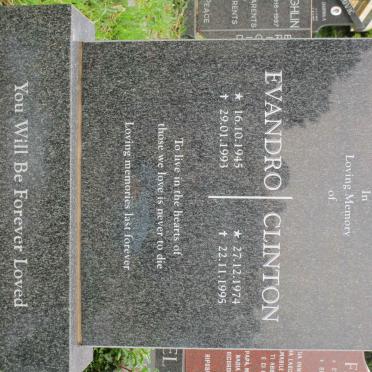 In
Loving Memory
of
EVANDRO
★ 16.10.1945
✝ 29.01.1993
CLINTON
★ 27.12.1974
✝ 22.11.1995
To live in the hearts of
those we love is never to die
Loving memories last forever
You Will Be Forever Loved
PARENTS
PEACE